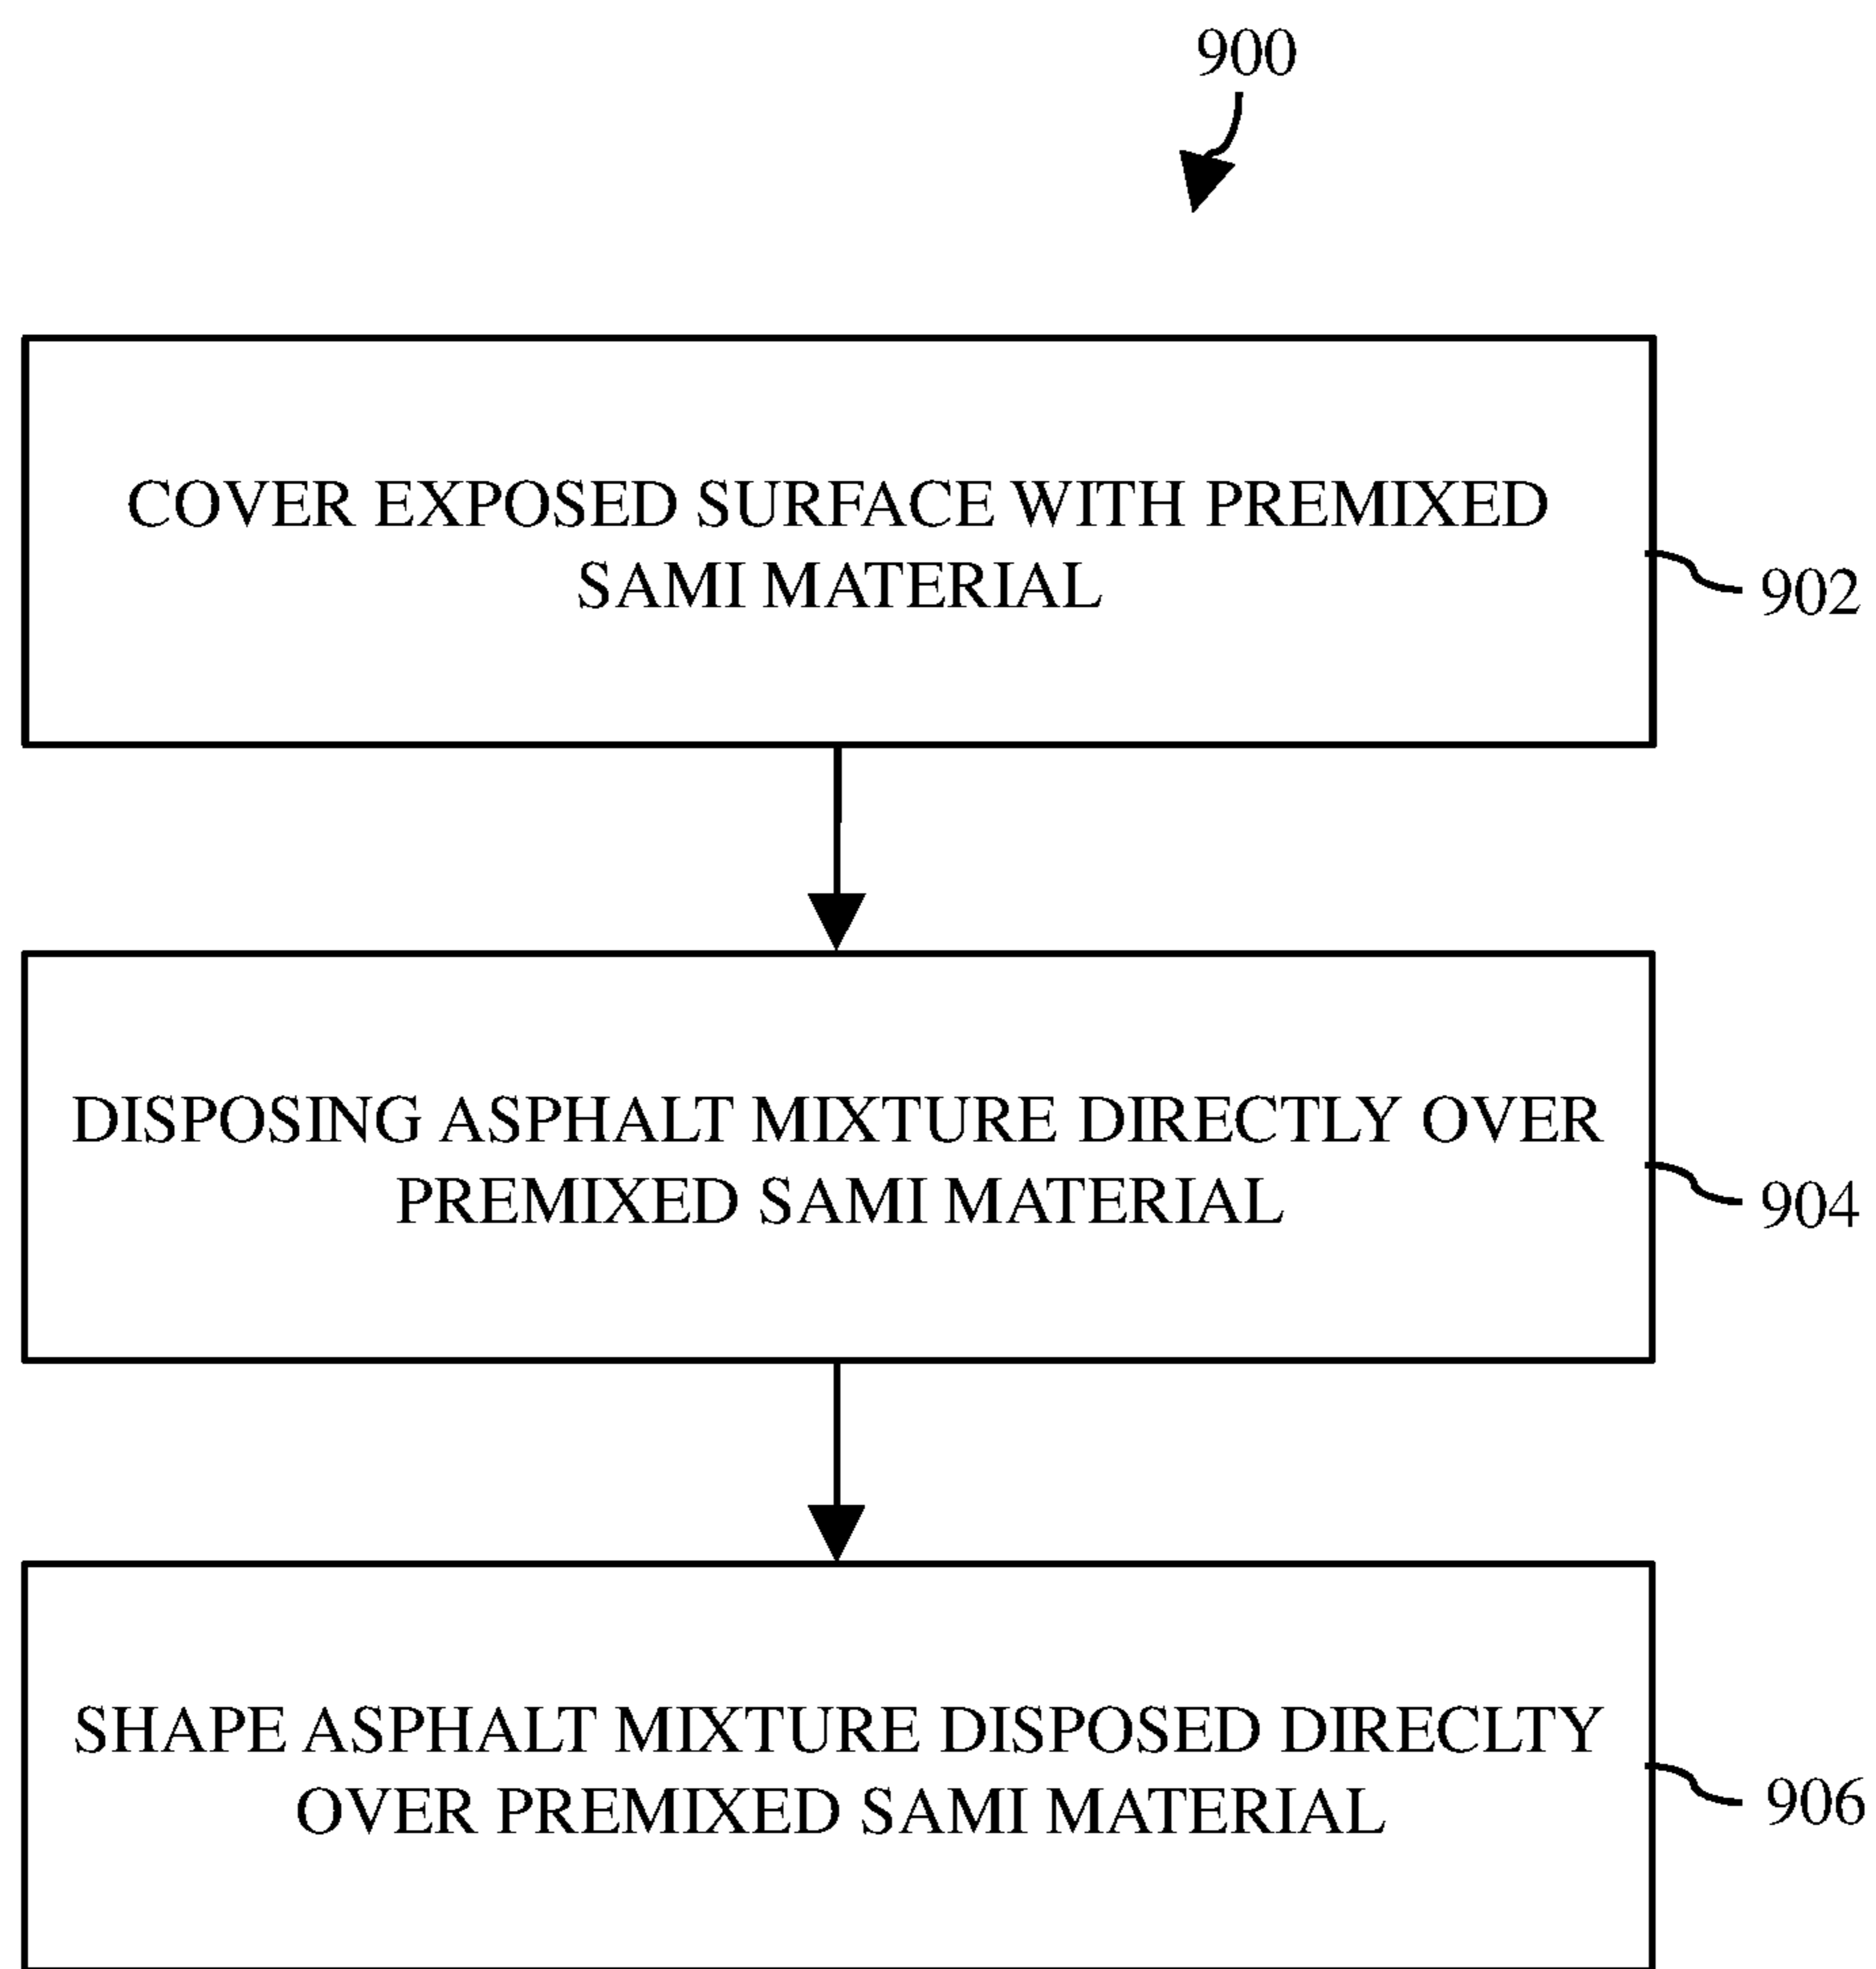 900
COVER EXPOSED SURFACE WITH PREMIXED
SAMI MATERIAL
902
DISPOSING ASPHALT MIXTURE DIRECTLY OVER
PREMIXED SAMI MATERIAL
904
SHAPE ASPHALT MIXTURE DISPOSED DIRECLTY
OVER PREMIXED SAMI MATERIAL
906